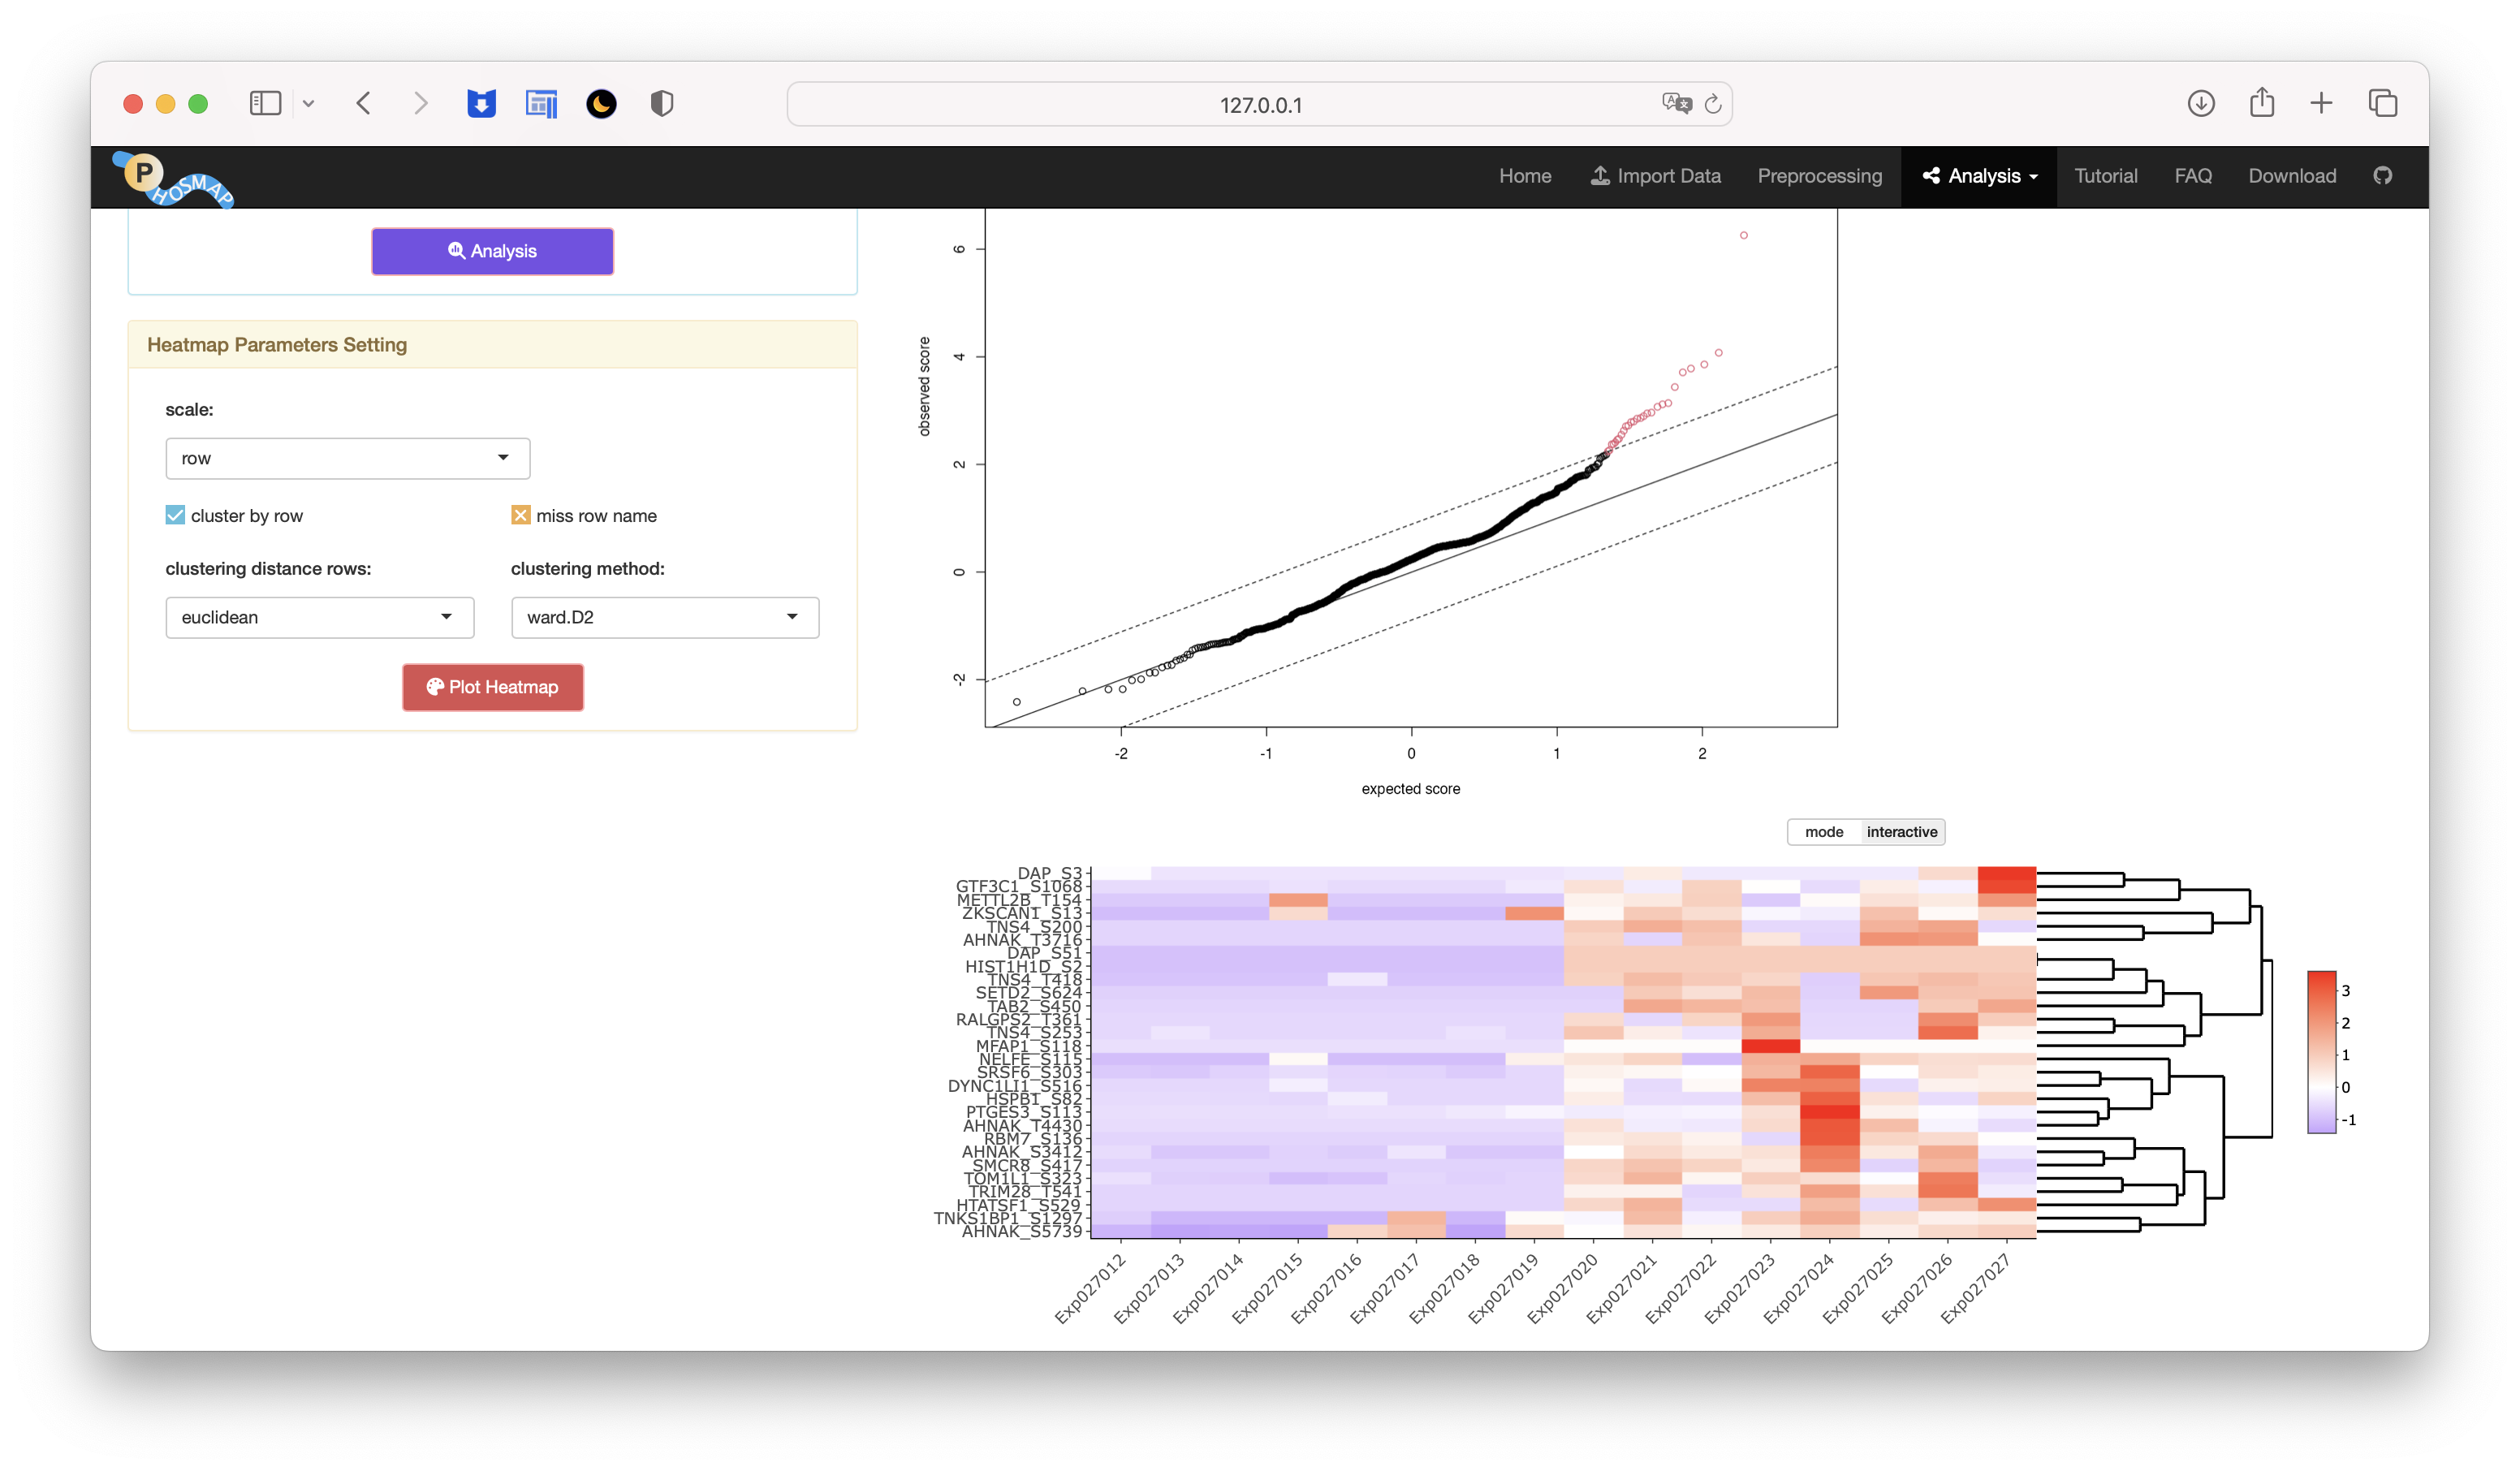 127.0.0.1
PHOSMAP
Home Import Data Preprocessing Analysis Tutorial FAQ Download
Analysis
Heatmap Parameters Setting
scale:
row
cluster by row miss row name
clustering distance rows: clustering method:
euclidean ward.D2
Plot Heatmap
6
4
2
0
-2
observed score
-2 -1 0 1 2
expected score
mode interactive
DAP_S3
GTF3C1_S1068
METTL2B_T154
ZKSCAN1_S13
TNS4_S200
AHNAK_T3716
DAP_S51
HIST1H1D_S2
TNS4_T418
SETD2_S624
TAB2_S450
RALGPS2_T361
TNS4_S253
MFAP1_S118
NELFE_S115
SRSF6_S303
DYNC1LI1_S516
HSPB1_S82
PTGES3_S113
AHNAK_T4430
RBM7_S136
AHNAK_S3412
SMCR8_S417
TOM1L1_S323
TRIM28_T541
HTATSF1_S529
TNKS1BP1_S1297
AHNAK_S5739
Exp027012 Exp027013 Exp027014 Exp027015 Exp027016 Exp027017 Exp027018 Exp027019 Exp027020 Exp027021 Exp027022 Exp027023 Exp027024 Exp027025 Exp027026 Exp027027
3
2
1
0
-1